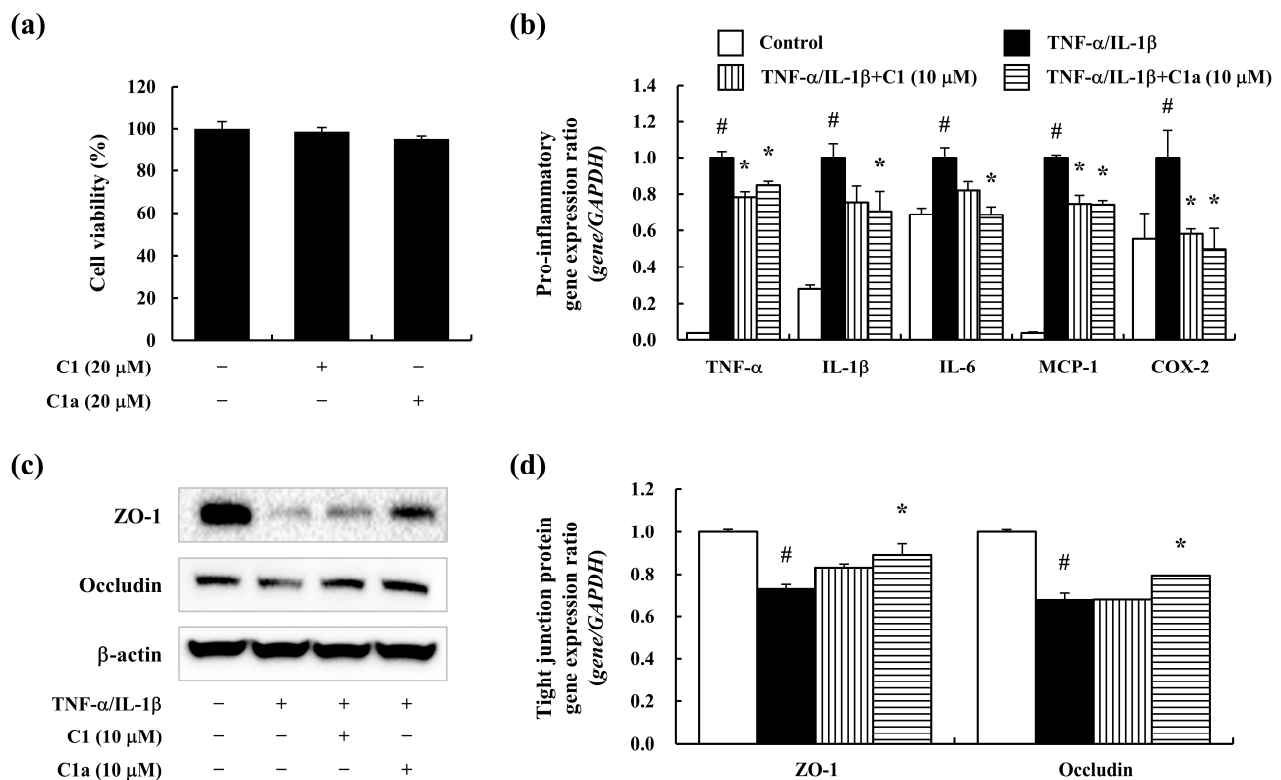 (a)
Cell viability (%)
120
100
80
60
40
20
0
C1 (20 μM) – + –
C1a (20 μM) – – +
(b)
Control
TNF-α/IL-1β
TNF-α/IL-1β+C1 (10 μM)
TNF-α/IL-1β+C1a (10 μM)
Pro-inflammatory
gene expression ratio
(gene/GAPDH)
1.4
1.2
1.0
0.8
0.6
0.4
0.2
0.0
# * *
# *
# *
# * *
# * *
TNF-α IL-1β IL-6 MCP-1 COX-2
(c)
ZO-1
Occludin
β-actin
TNF-α/IL-1β – + + +
C1 (10 μM) – – + –
C1a (10 μM) – – – +
(d)
Tight junction protein
gene expression ratio
(gene/GAPDH)
1.2
1.0
0.8
0.6
0.4
0.2
0.0
# *
# *
ZO-1 Occludin